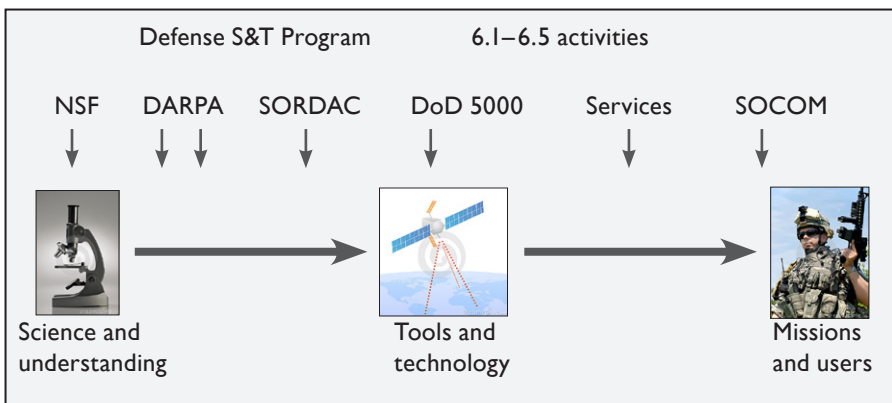 Defense S&T Program 6.1–6.5 activities
NSF DARPA SORDAC DoD 5000 Services SOCOM
Science and
understanding
Tools and
technology
Missions
and users